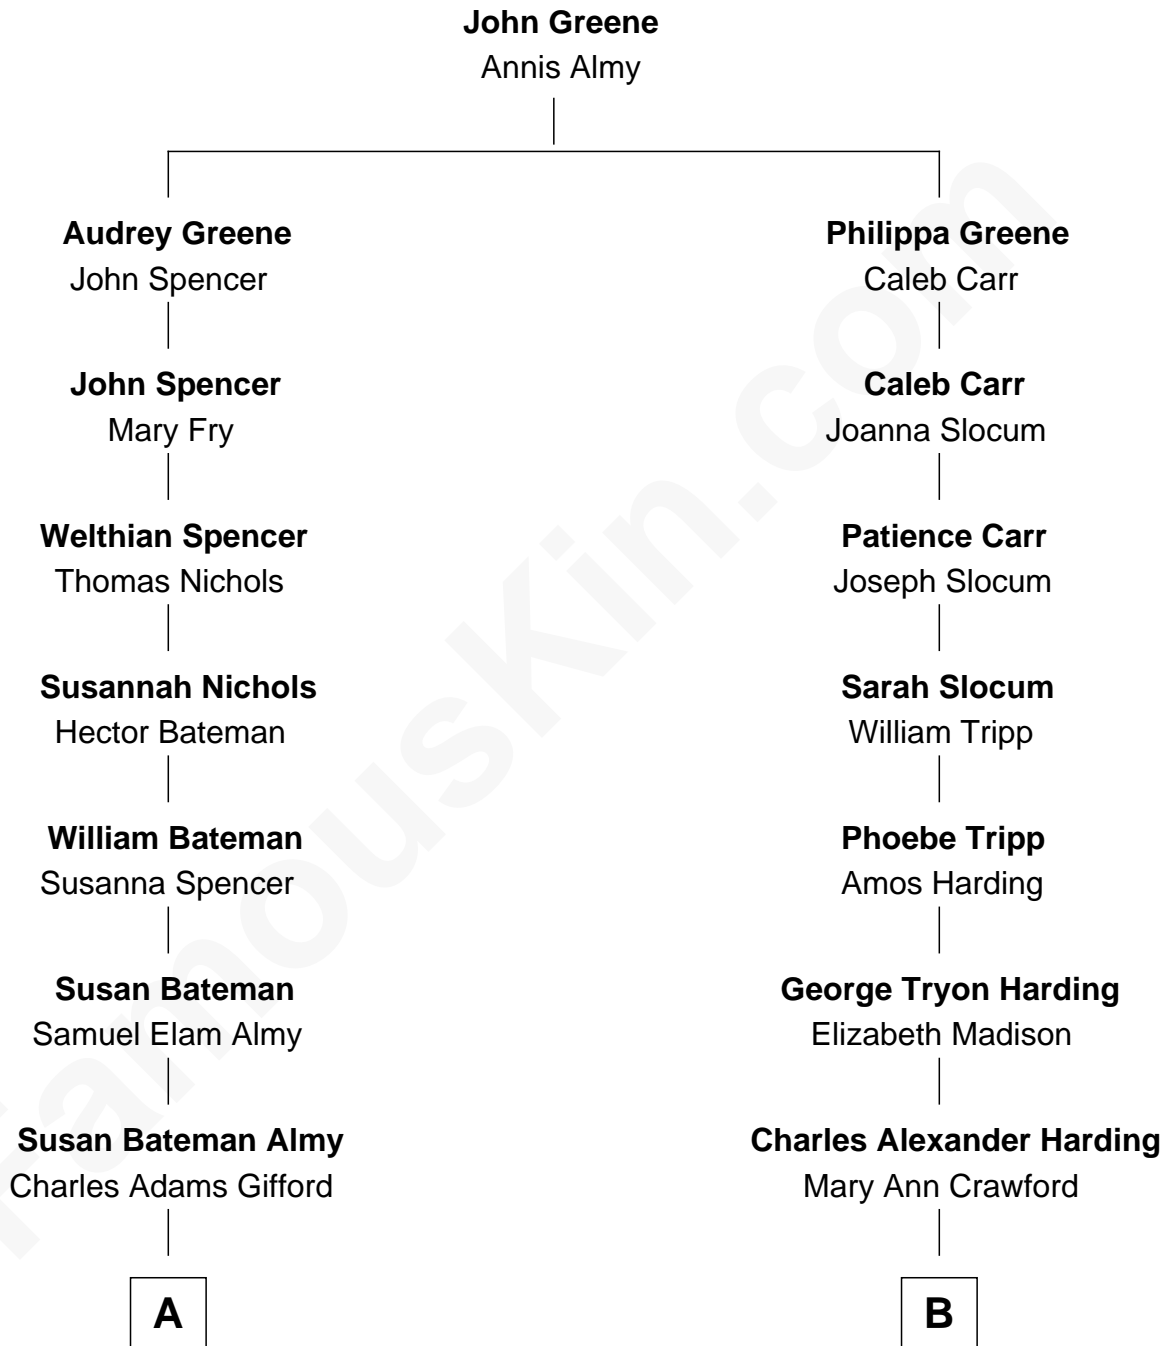 John Greene
Annis Almy
Audrey Greene
John Spencer
Philippa Greene
Caleb Carr
John Spencer
Mary Fry
Caleb Carr
Joanna Slocum
Welthian Spencer
Thomas Nichols
Patience Carr
Joseph Slocum
Susannah Nichols
Hector Bateman
Sarah Slocum
William Tripp
William Bateman
Susanna Spencer
Phoebe Tripp
Amos Harding
Susan Bateman
Samuel Elam Almy
George Tryon Harding
Elizabeth Madison
Susan Bateman Almy
Charles Adams Gifford
Charles Alexander Harding
Mary Ann Crawford
A
B
FamousKin.com